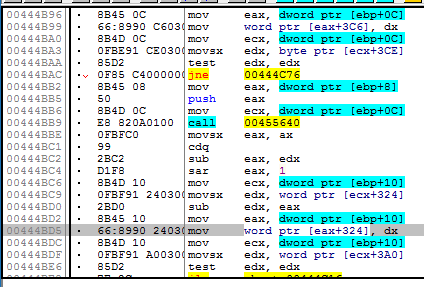 00444B96 · 8B45 0C mov eax, dword ptr [ebp+0C]
00444B99 · 66:8990 C6030 mov word ptr [eax+3C6], dx
00444BA0 · 8B4D 0C mov ecx, dword ptr [ebp+0C]
00444BA3 · 0FBE91 CE0300 movsx edx, byte ptr [ecx+3CE]
00444BAA · 85D2 test edx, edx
00444BAC · 0F85 C4000000 jne 00444C76
00444BB2 · 8B45 08 mov eax, dword ptr [ebp+8]
00444BB5 · 50 push eax
00444BB6 · 8B4D 0C mov ecx, dword ptr [ebp+0C]
00444BB9 · E8 820A0100 call 00455640
00444BBE · 0FBFC0 movsx eax, ax
00444BC1 · 99 cdq
00444BC2 · 2BC2 sub eax, edx
00444BC4 · D1F8 sar eax, 1
00444BC6 · 8B4D 10 mov ecx, dword ptr [ebp+10]
00444BC9 · 0FBF91 240300 movsx edx, word ptr [ecx+324]
00444BD0 · 2BD0 sub edx, eax
00444BD2 · 8B45 10 mov eax, dword ptr [ebp+10]
00444BD5 · 66:8990 24030 mov word ptr [eax+324], dx
00444BDC · 8B4D 10 mov ecx, dword ptr [ebp+10]
00444BDF · 0FBF91 A00300 movsx edx, word ptr [ecx+3A0]
00444BE6 · 85D2 test edx, edx